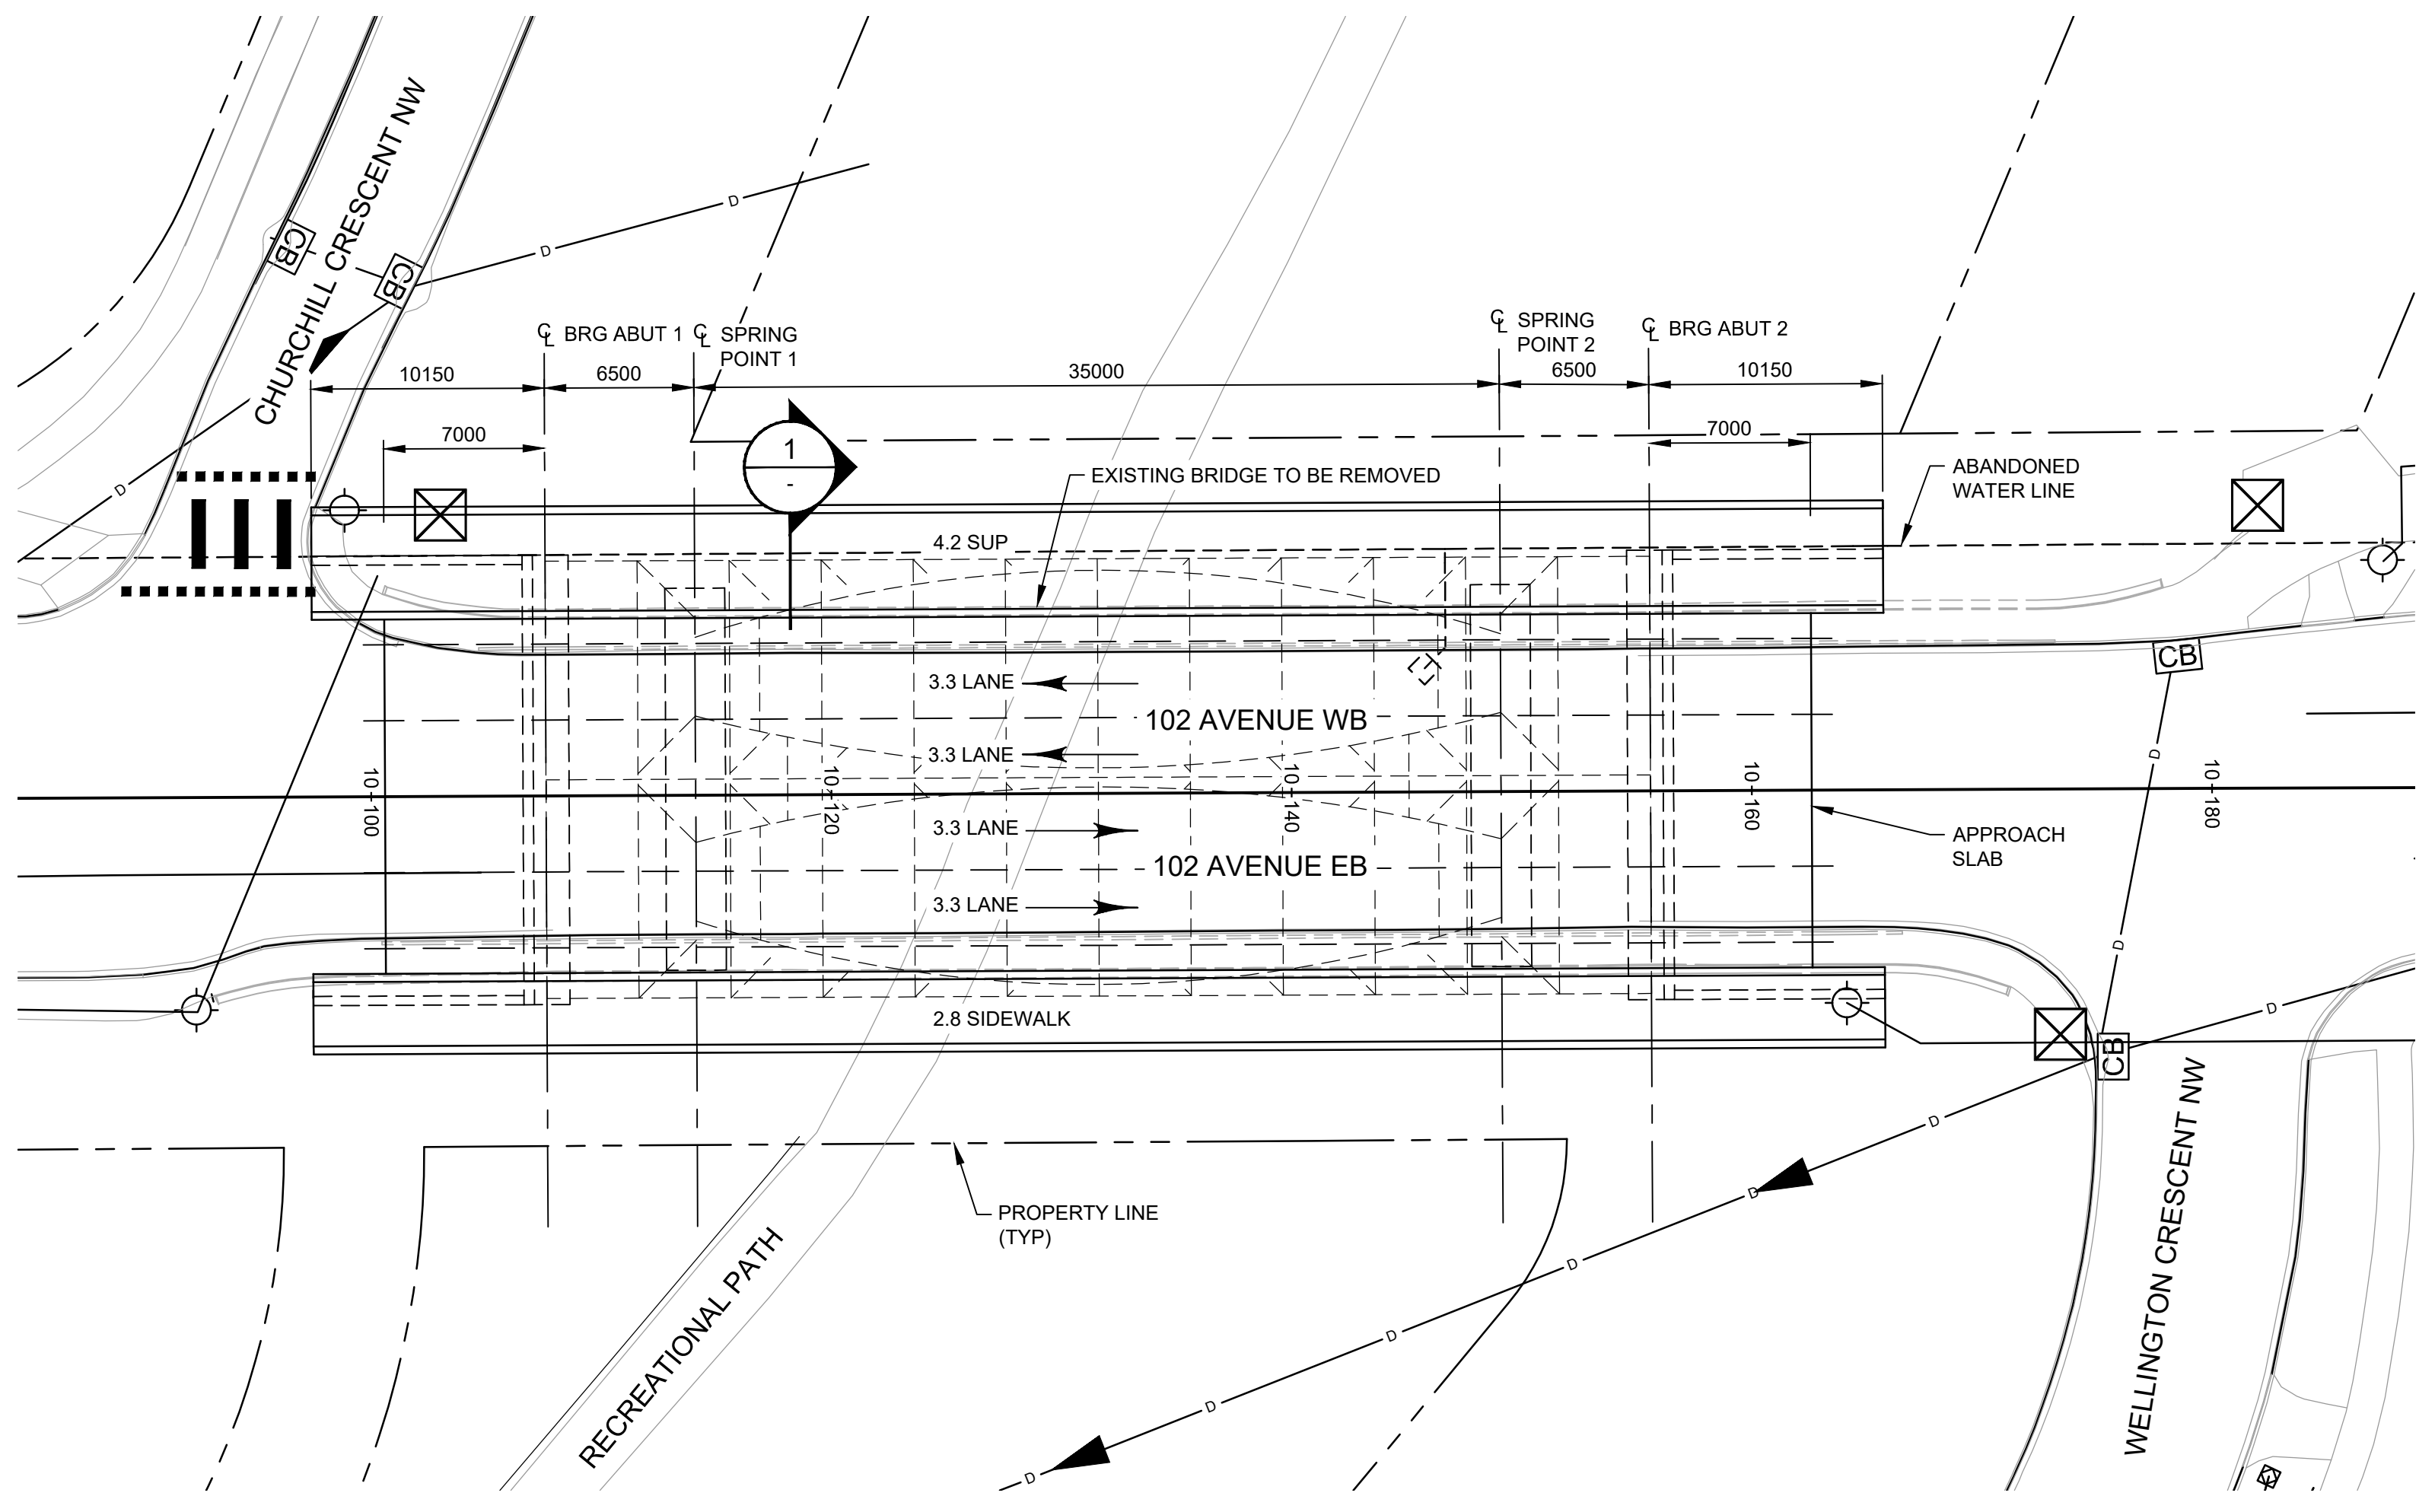 CHURCHILL CRESCENT NW
CB
CB
D
D
D
℄ BRG ABUT 1
℄ SPRING
POINT 1
℄ SPRING
POINT 2
℄ BRG ABUT 2
10150
6500
35000
6500
10150
7000
7000
1
-
EXISTING BRIDGE TO BE REMOVED
ABANDONED
WATER LINE
4.2 SUP
3.3 LANE
102 AVENUE WB
3.3 LANE
CB
D
10-100
10-120
10-140
10-160
10-180
3.3 LANE
APPROACH
SLAB
102 AVENUE EB
3.3 LANE
D
2.8 SIDEWALK
D
CB
D
D
D
D
D
D
PROPERTY LINE
(TYP)
RECREATIONAL PATH
WELLINGTON CRESCENT NW